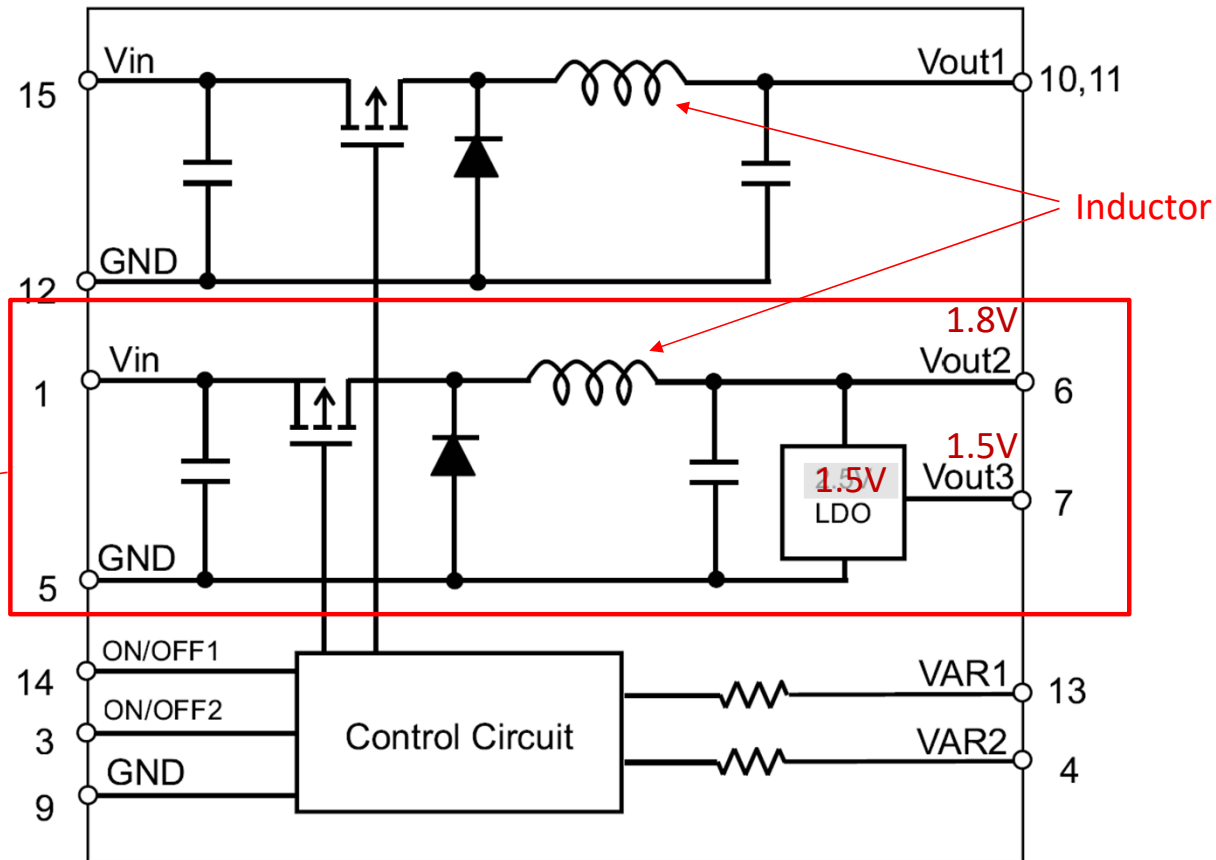 Vin
Vout1
15
10,11
Inductor
GND
12
1.8V
Vin
Vout2
1
6
1.5V
1.5V
Vout3
LDO
7
GND
5
ON/OFF1
14
VAR1
13
ON/OFF2
3
Control Circuit
VAR2
4
GND
9